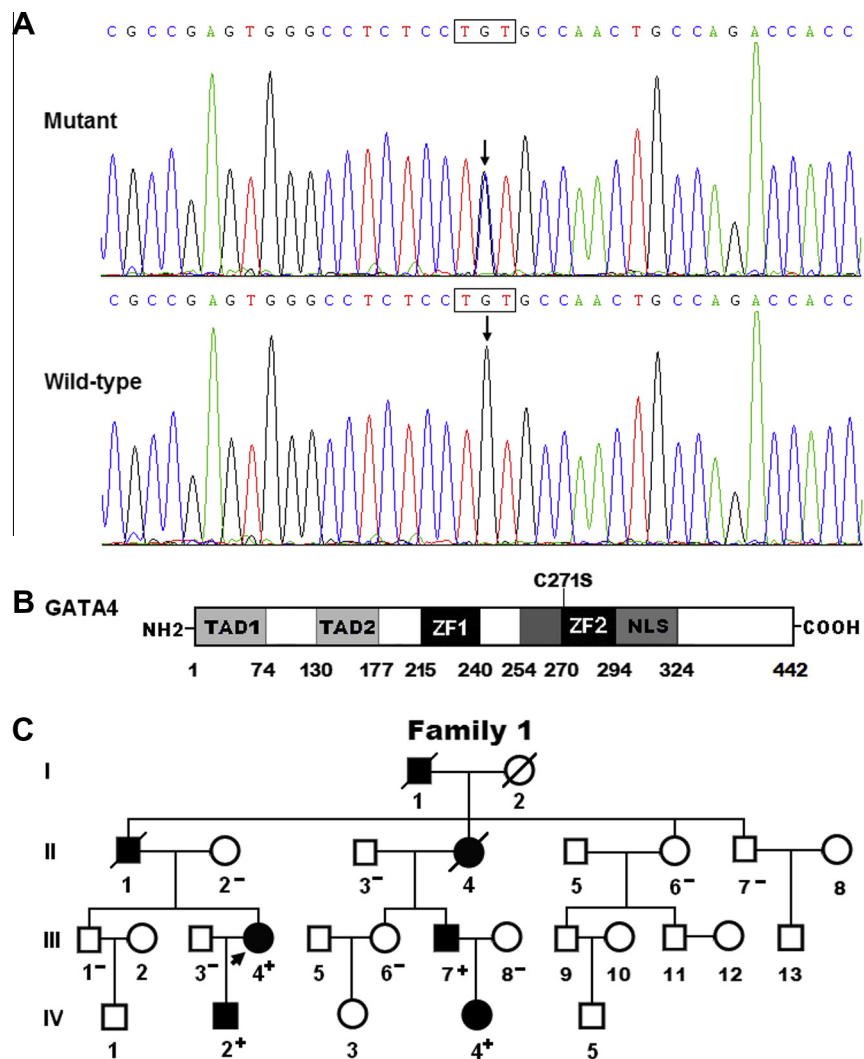 A
C G C C G A G T G G G C C T C T C C T G T G C C A A C T G C C A G A C C A C C
Mutant
C G C C G A G T G G G C C T C T C C T G T G C C A A C T G C C A G A C C A C C
Wild-type
B
GATA4
C271S
NH2 TAD1 TAD2 ZF1 ZF2 NLS COOH
1 74 130 177 215 240 254 270 294 324 442
C
Family 1
I
1 2
II
1 2− 3− 4 5 6− 7− 8
III
1− 2 3− 4+ 5 6− 7+ 8− 9 10 11 12 13
IV
1 2+ 3 4+ 5